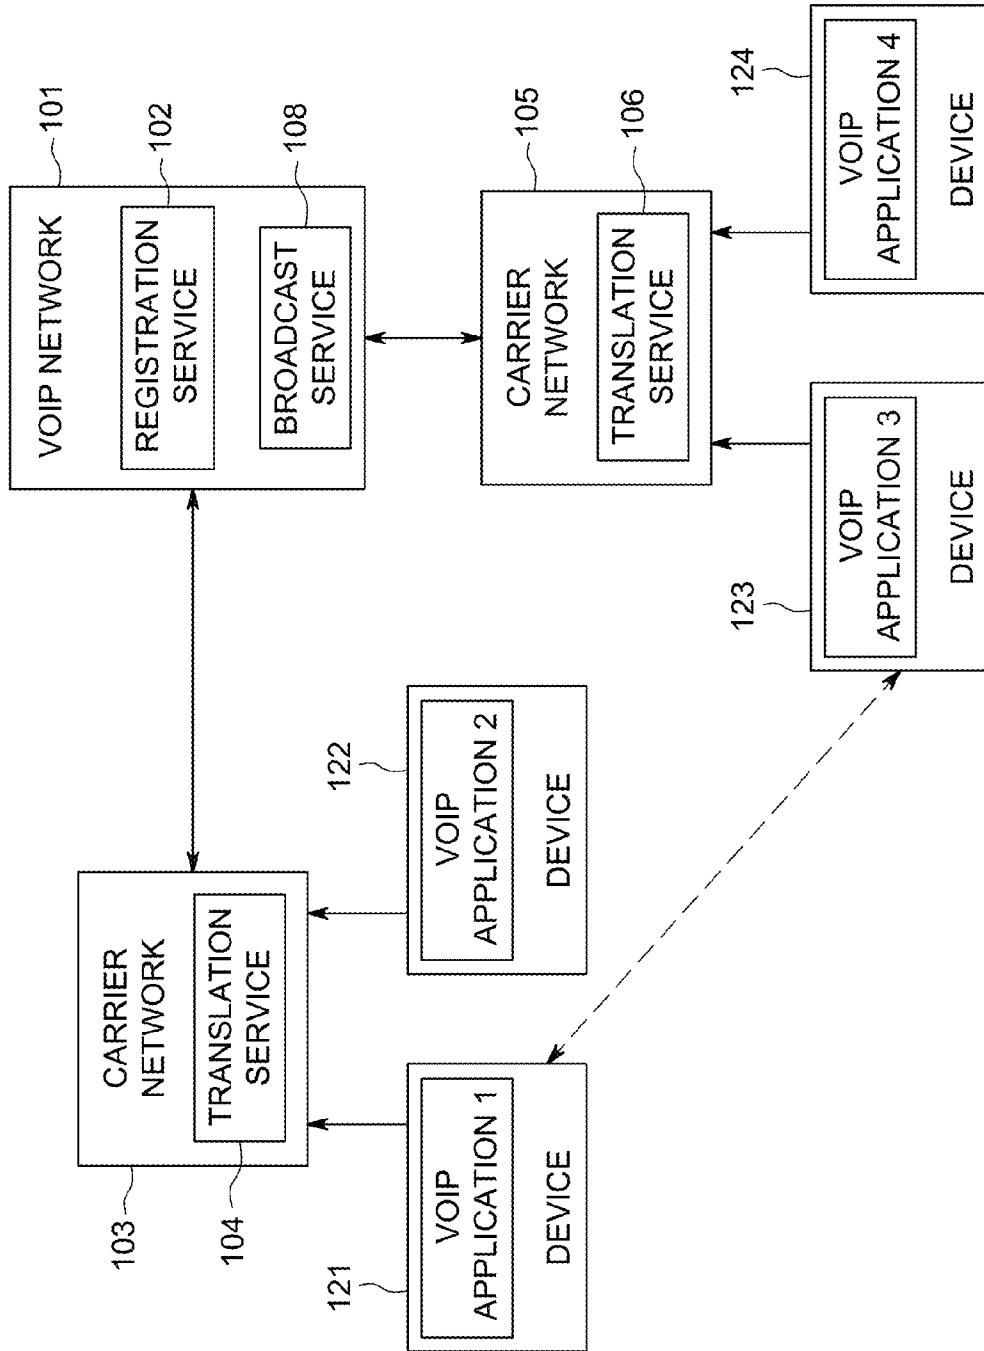 VOIP NETWORK
101
REGISTRATION
SERVICE
102
BROADCAST
SERVICE
108
CARRIER
NETWORK
103
TRANSLATION
SERVICE
104
CARRIER
NETWORK
105
TRANSLATION
SERVICE
106
121
VOIP
APPLICATION 1
DEVICE
122
VOIP
APPLICATION 2
DEVICE
123
VOIP
APPLICATION 3
DEVICE
124
VOIP
APPLICATION 4
DEVICE